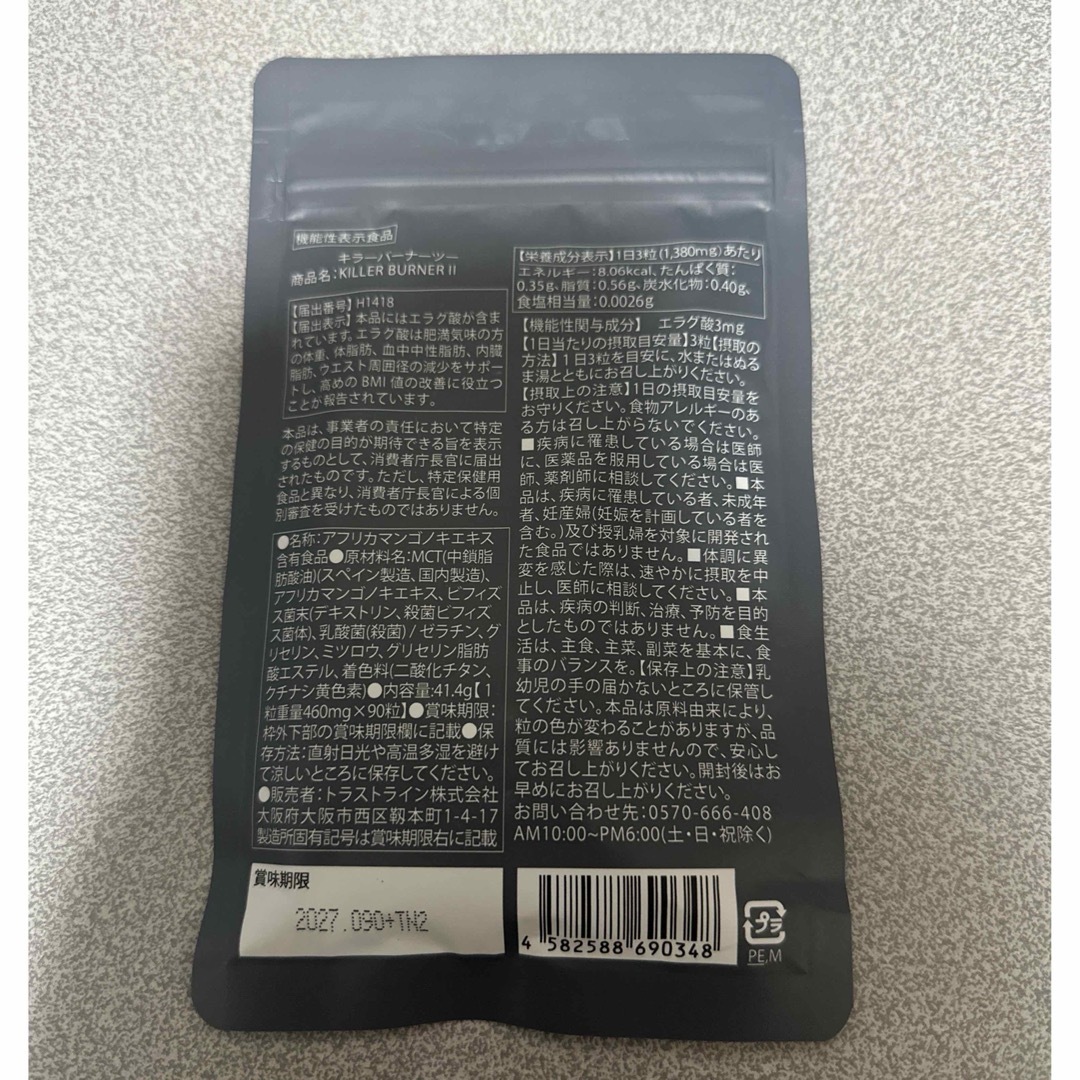 機能性表示食品
キラーバーナーツー
商品名:KILLER BURNER II
【届出番号】H1418
【届出表示】本品にはエラグ酸が含ま
れています。エラグ酸は肥満気味の方
の体重、体脂肪、血中中性脂肪、内臓
脂肪、ウエスト周囲径の減少をサポー
トし、高めのBMI値の改善に役立つ
ことが報告されています。
本品は、事業者の責任において特定
の保健の目的が期待できる旨を表示
するものとして、消費者庁長官に届出
されたものです。ただし、特定保健用
食品と異なり、消費者庁長官による個
別審査を受けたものではありません。
●名称:アフリカマンゴノキエキス
含有食品●原材料名:MCT(中鎖脂
肪酸油)(スペイン製造、国内製造)、
アフリカマンゴノキエキス、ビフィズ
ス菌末(デキストリン、殺菌ビフィズ
ス菌体)、乳酸菌(殺菌)/ゼラチン、グ
リセリン、ミツロウ、グリセリン脂肪
酸エステル、着色料(二酸化チタン、
クチナシ黄色素)●内容量:41.4g【1
粒重量460mg×90粒】●賞味期限:
枠外下部の賞味期限欄に記載●保
存方法:直射日光や高温多湿を避け
て涼しいところに保存してください。
●販売者:トラストライン株式会社
大阪府大阪市西区靱本町1-4-17
製造所固有記号は賞味期限右に記載
賞味期限
2027.090+TN2
【栄養成分表示】1日3粒(1,380mg)あたり
エネルギー:8.06kcal、たんぱく質:
0.35g、脂質:0.56g、炭水化物:0.40g、
食塩相当量:0.0026g
【機能性関与成分】 エラグ酸3mg
【1日当たりの摂取目安量】3粒【摂取の
方法】1日3粒を目安に、水またはぬる
ま湯とともにお召し上がりください。
【摂取上の注意】1日の摂取目安量を
お守りください。食物アレルギーのあ
る方は召し上がらないでください。
■疾病に罹患している場合は医師
に、医薬品を服用している場合は医
師、薬剤師に相談してください。■本
品は、疾病に罹患している者、未成年
者、妊産婦(妊娠を計画している者を
含む。)及び授乳婦を対象に開発され
た食品ではありません。■体調に異
変を感じた際は、速やかに摂取を中
止し、医師に相談してください。■本
品は、疾病の判断、治療、予防を目的
としたものではありません。■食生
活は、主食、主菜、副菜を基本に、食
事のバランスを。【保存上の注意】乳
幼児の手の届かないところに保管し
てください。本品は原料由来により、
粒の色が変わることがありますが、品
質には影響ありませんので、安心し
てお召し上がりください。開封後はお
早めにお召し上がりください。
お問い合わせ先:0570-666-408
AM10:00~PM6:00(土・日・祝除く)
4 582588 690348
プラ
PE,M